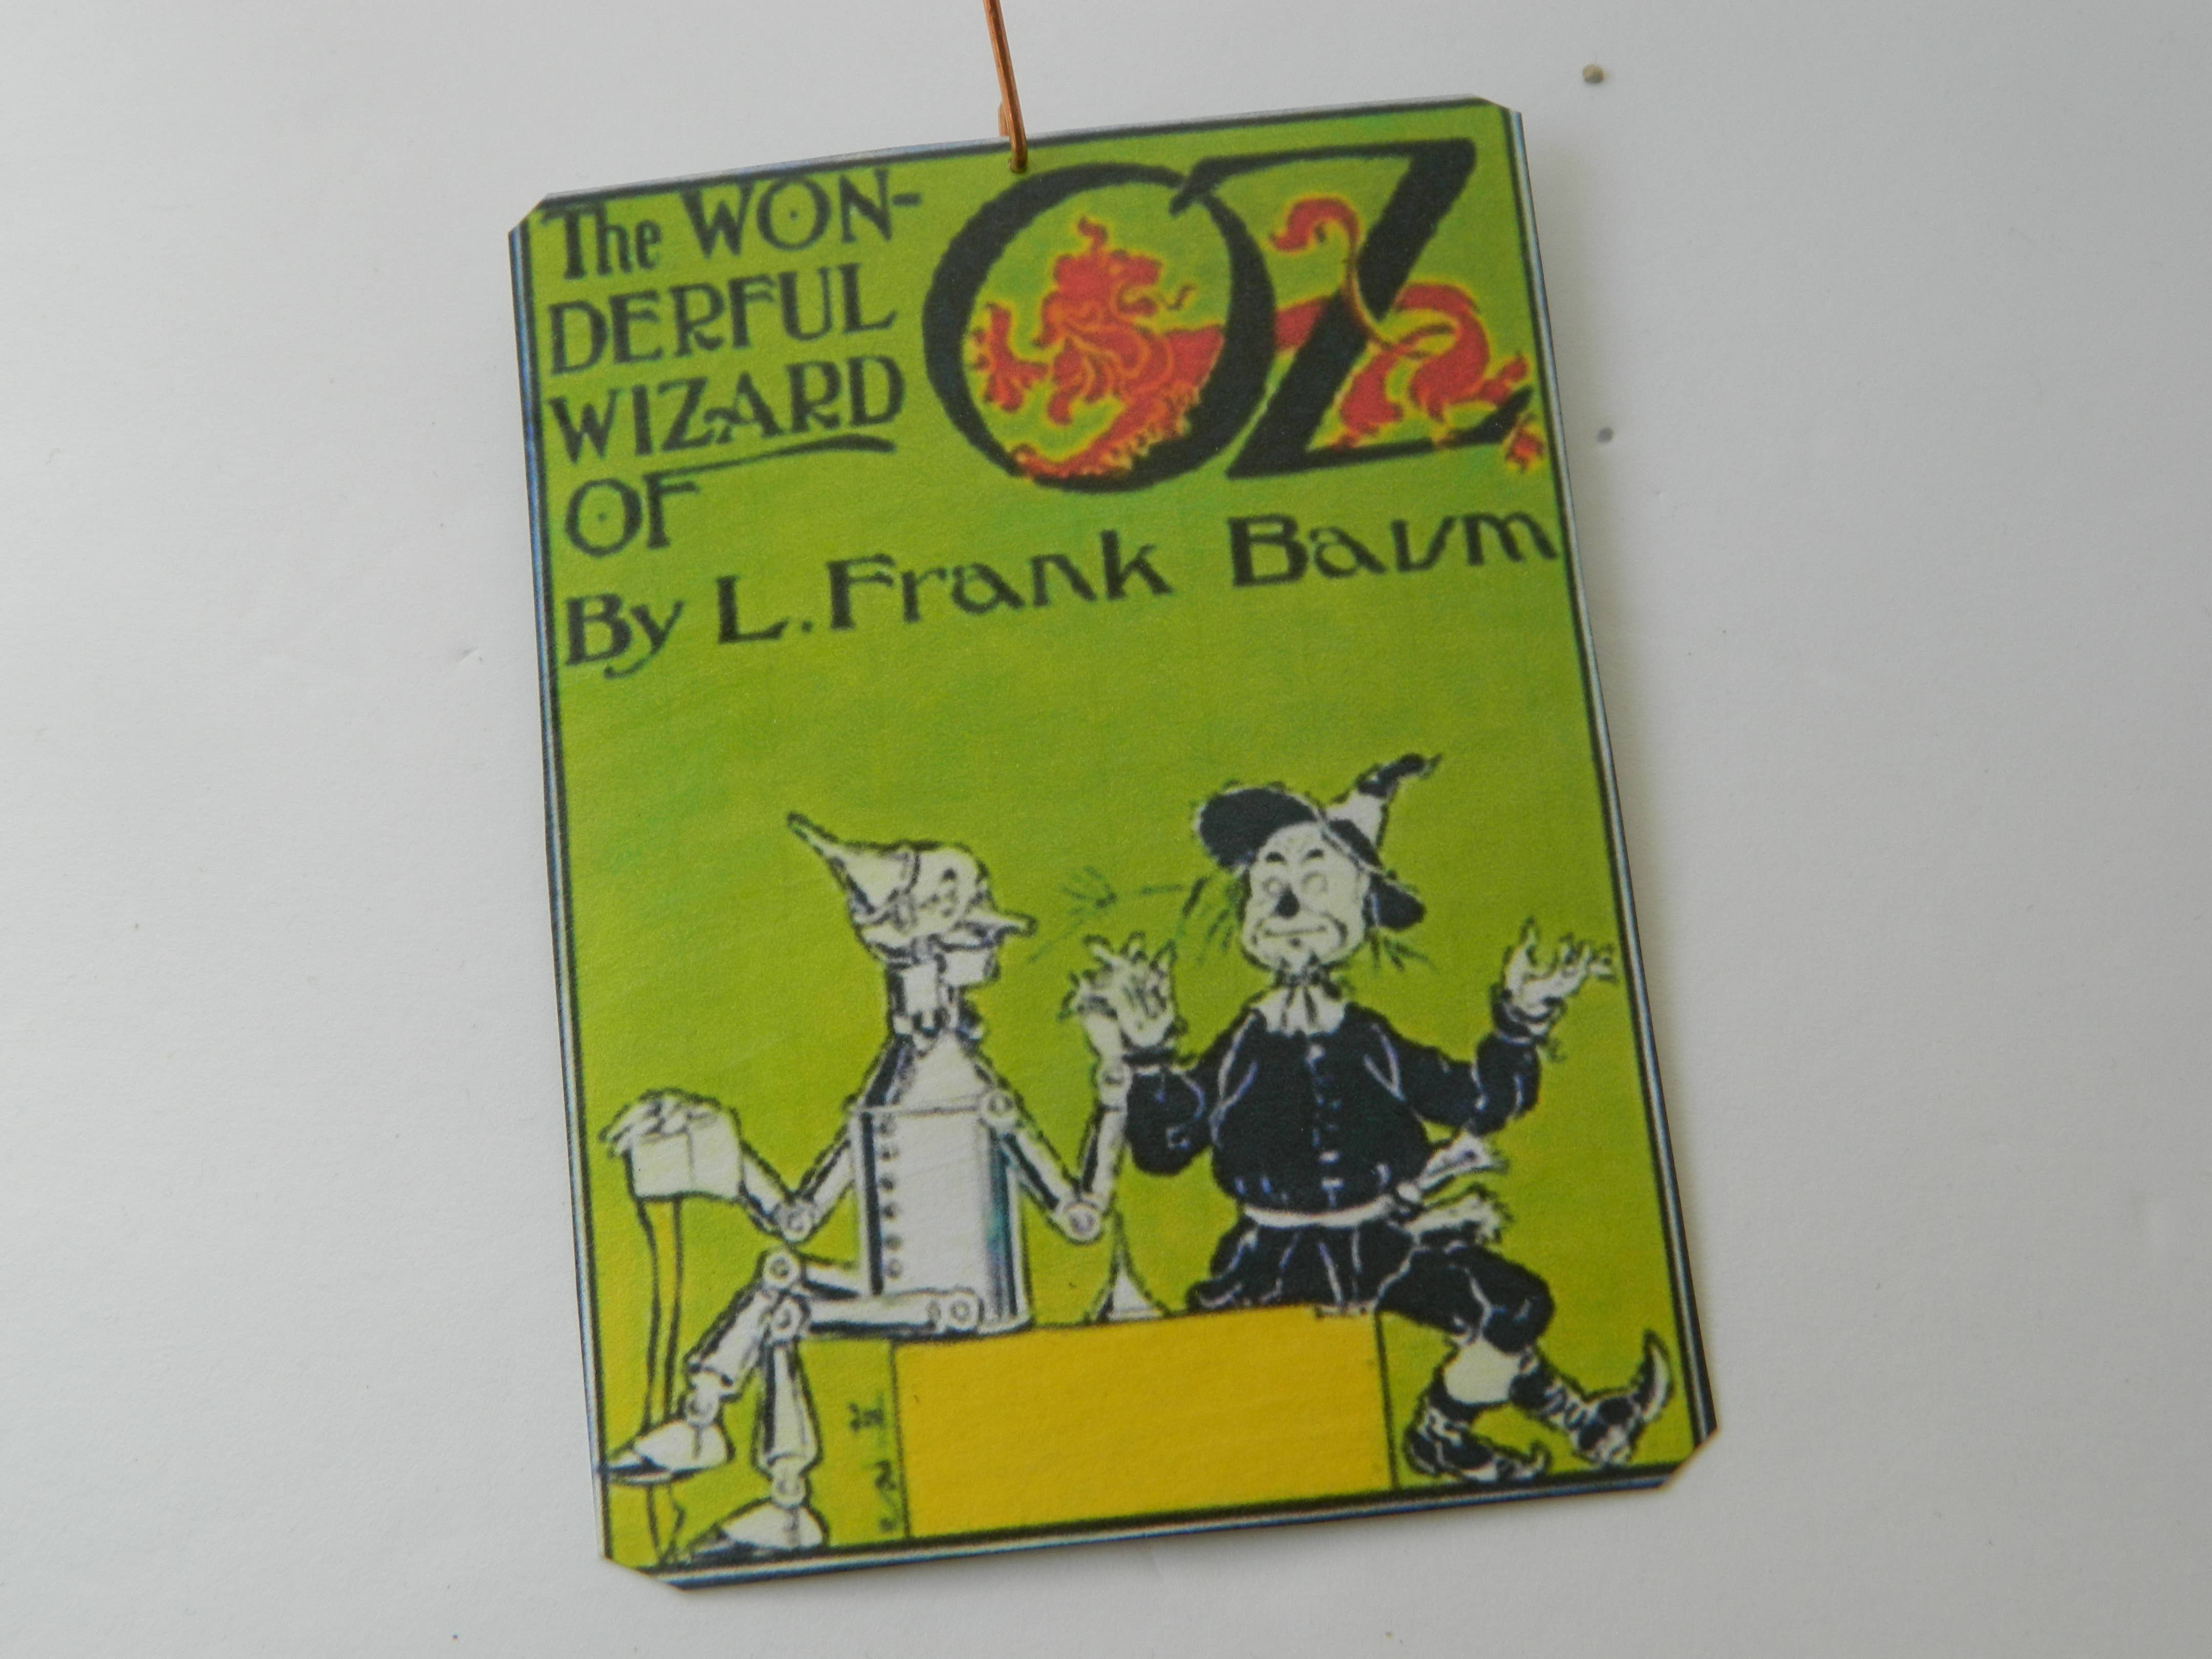 The WON-
DERFUL
WIZARD
OF
OZ
By L. Frank Baum